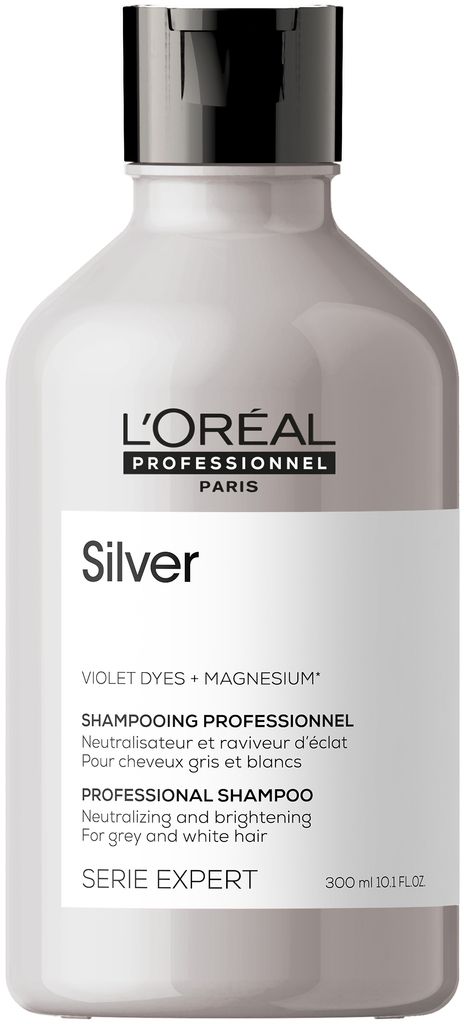 L'ORÉAL
PROFESSIONNEL
PARIS
Silver
VIOLET DYES + MAGNESIUM*
SHAMPOOING PROFESSIONNEL
Neutralisateur et raviveur d'éclat
Pour cheveux gris et blancs
PROFESSIONAL SHAMPOO
Neutralizing and brightening
For grey and white hair
SERIE EXPERT 300 ml 10.1 FL.OZ.